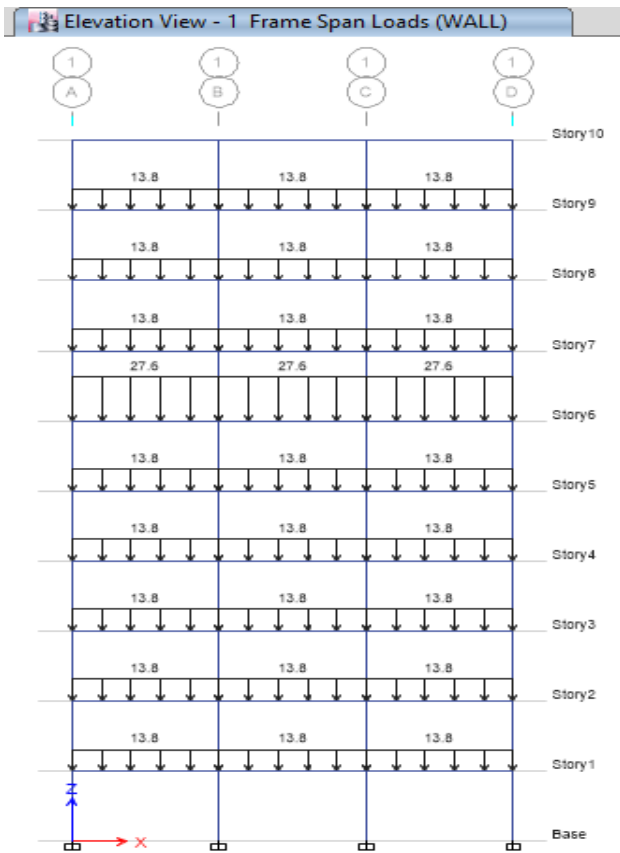 Elevation View - 1 Frame Span Loads (WALL)
1 1 1 1
A B C D
Story10
13.8 13.8 13.8
Story9
13.8 13.8 13.8
Story8
13.8 13.8 13.8
Story7
27.6 27.6 27.6
Story6
13.8 13.8 13.8
Story5
13.8 13.8 13.8
Story4
13.8 13.8 13.8
Story3
13.8 13.8 13.8
Story2
13.8 13.8 13.8
Story1
Z
X
Base